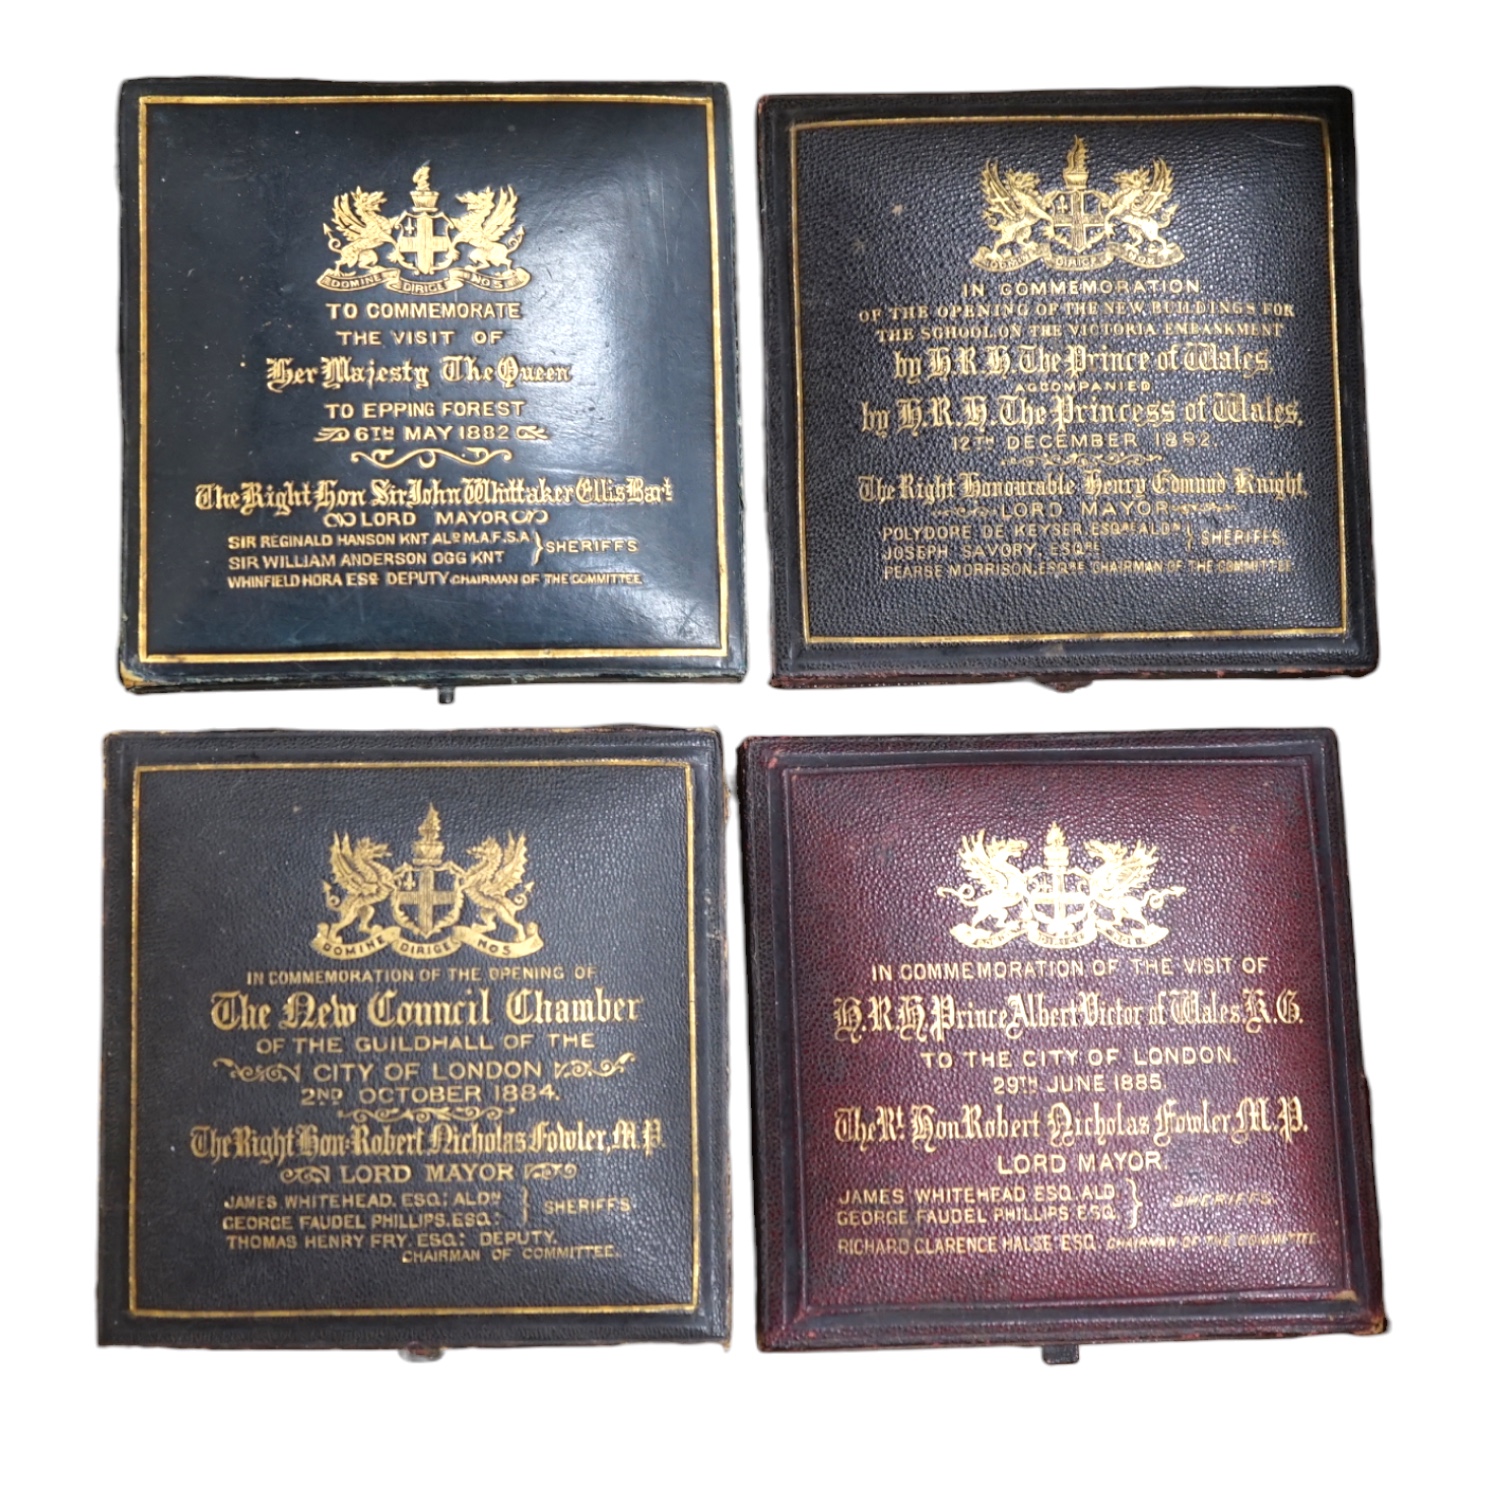 DOMINE DIRIGE NOS
TO COMMEMORATE
THE VISIT OF
Her Majesty The Queen
TO EPPING FOREST
6TH MAY 1882
The Right Hon Sir John Whittaker Ellis Bart
LORD MAYOR
SIR REGINALD HANSON KNT ALD M.A.F.S.A
SIR WILLIAM ANDERSON OGG KNT
SHERIFFS
WHINFIELD HORA ESQ DEPUTY CHAIRMAN OF THE COMMITTEE
DOMINE DIRIGE NOS
IN COMMEMORATION
OF THE OPENING OF THE NEW BUILDINGS FOR
THE SCHOOL ON THE VICTORIA EMBANKMENT
by H.R.H. The Prince of Wales,
ACCOMPANIED
by H.R.H. The Princess of Wales,
12TH DECEMBER 1882.
The Right Honourable Henry Edmund Knight,
LORD MAYOR
POLYDORE DE KEYSER, ESQRE ALDN
JOSEPH SAVORY, ESQRE
SHERIFFS,
PEARSE MORRISON, ESQRE CHAIRMAN OF THE COMMITTEE
DOMINE DIRIGE NOS
IN COMMEMORATION OF THE OPENING OF
The New Council Chamber
OF THE GUILDHALL OF THE
CITY OF LONDON
2ND OCTOBER 1884.
The Right Hon: Robert Nicholas Fowler, M.P.
LORD MAYOR
JAMES WHITEHEAD, ESQ: ALDN
GEORGE FAUDEL PHILLIPS, ESQ:
SHERIFFS
THOMAS HENRY FRY, ESQ: DEPUTY.
CHAIRMAN OF COMMITTEE.
IN COMMEMORATION OF THE VISIT OF
H.R.H. Prince Albert Victor of Wales, K.G.
TO THE CITY OF LONDON.
29TH JUNE 1885.
The Rt. Hon Robert Nicholas Fowler, M.P.
LORD MAYOR.
JAMES WHITEHEAD ESQ. ALD.
GEORGE FAUDEL PHILLIPS ESQ.
SHERIFFS.
RICHARD CLARENCE HALSE ESQ. CHAIRMAN OF THE COMMITTEE